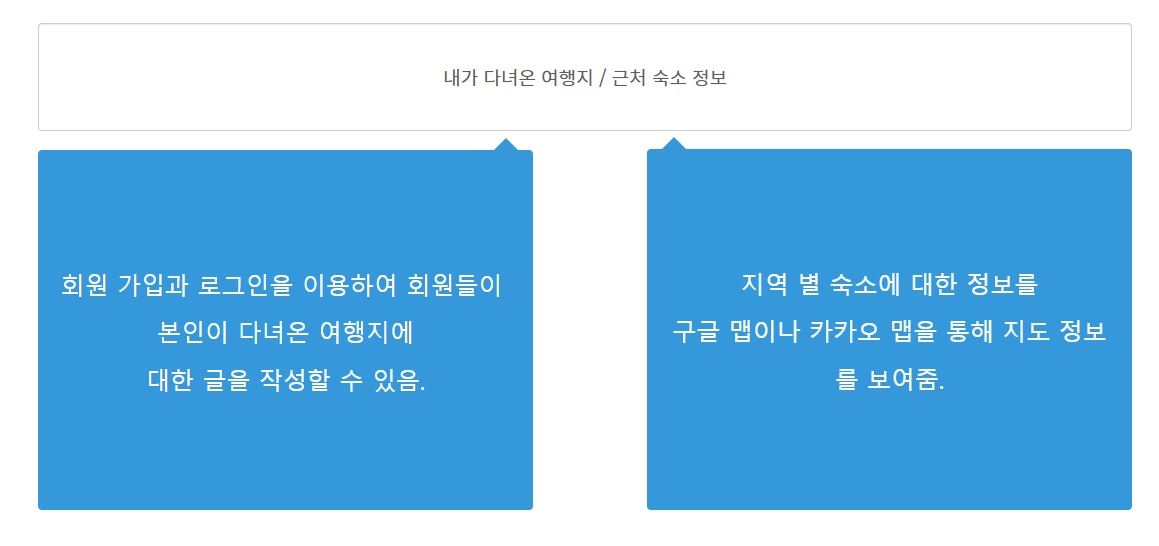 내가 다녀온 여행지 / 근처 숙소 정보
회원 가입과 로그인을 이용하여 회원들이
본인이 다녀온 여행지에
대한 글을 작성할 수 있음.
지역 별 숙소에 대한 정보를
구글 맵이나 카카오 맵을 통해 지도 정보
를 보여줌.